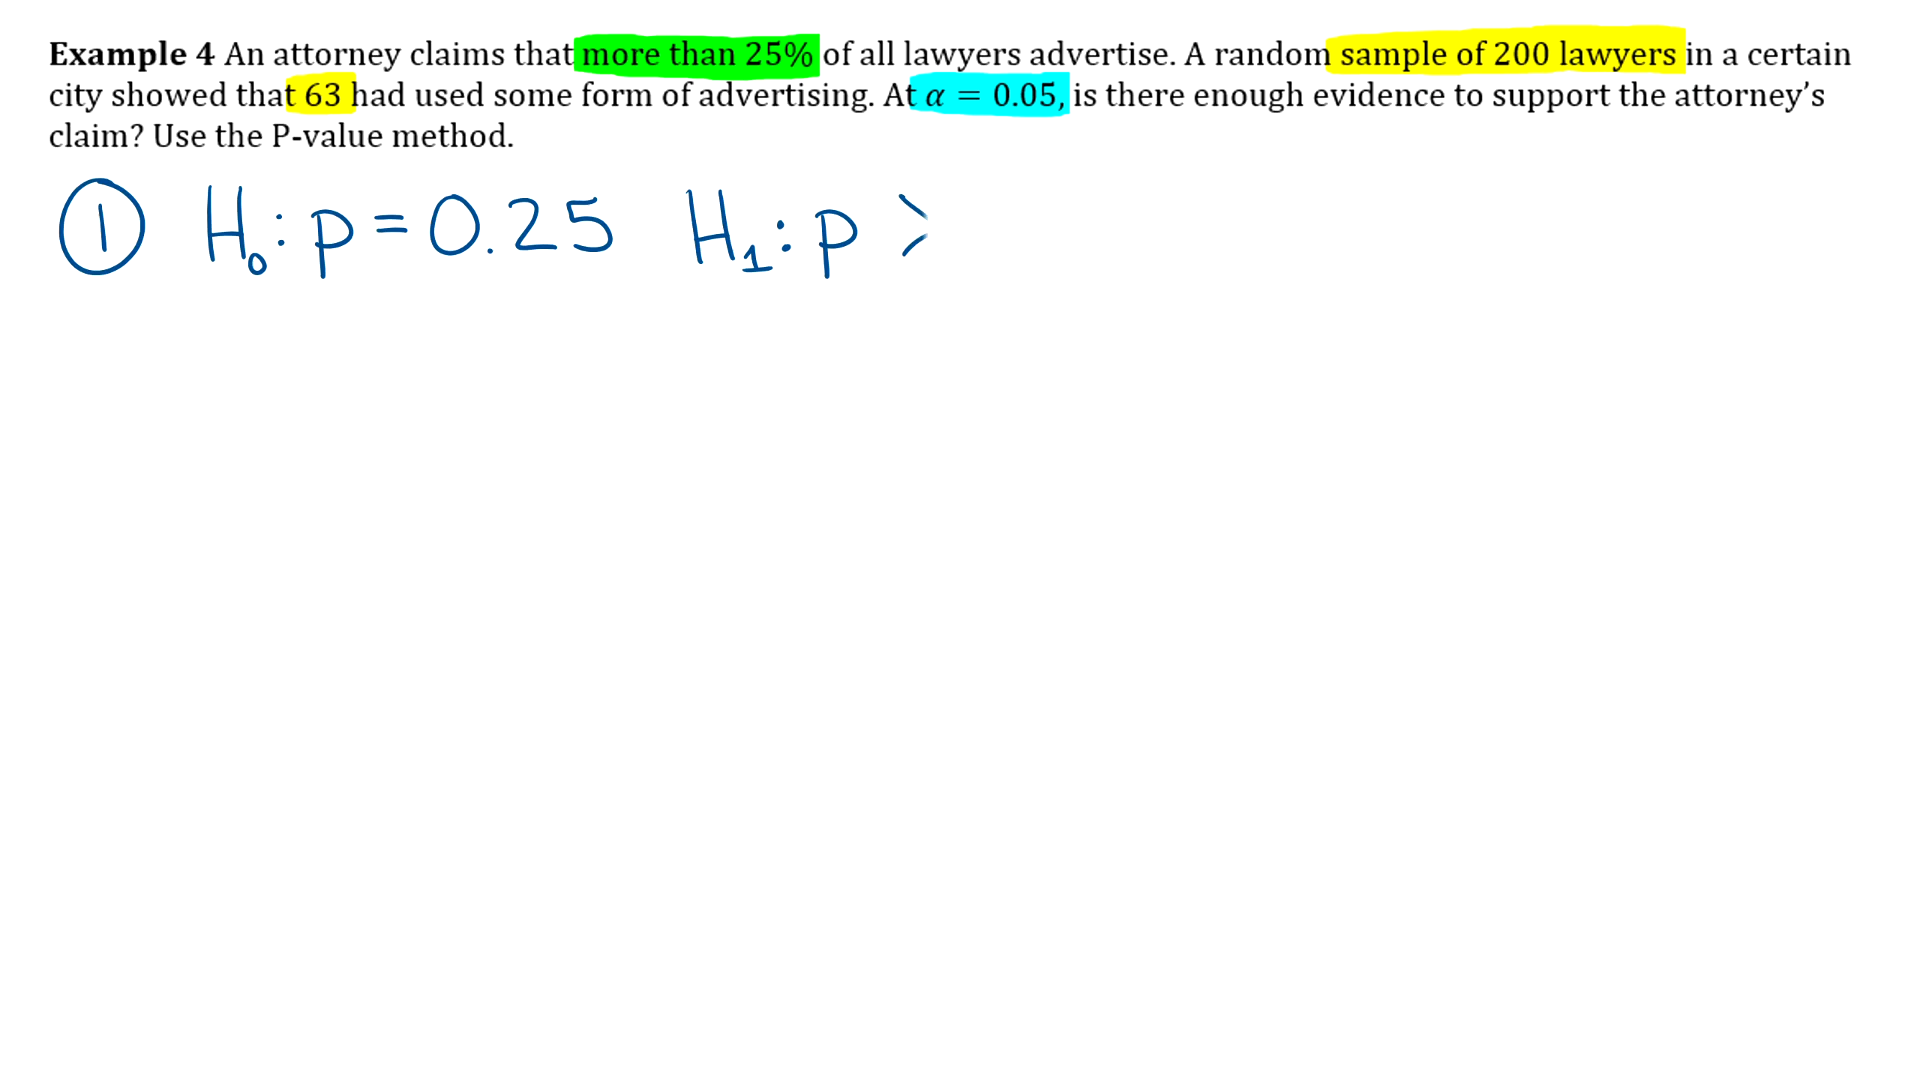 Example 4 An attorney claims that more than 25% of all lawyers advertise. A random sample of 200 lawyers in a certain
city showed that 63 had used some form of advertising. At α = 0.05, is there enough evidence to support the attorney’s
claim? Use the P-value method.
① H₀: p = 0.25 H₁: p >